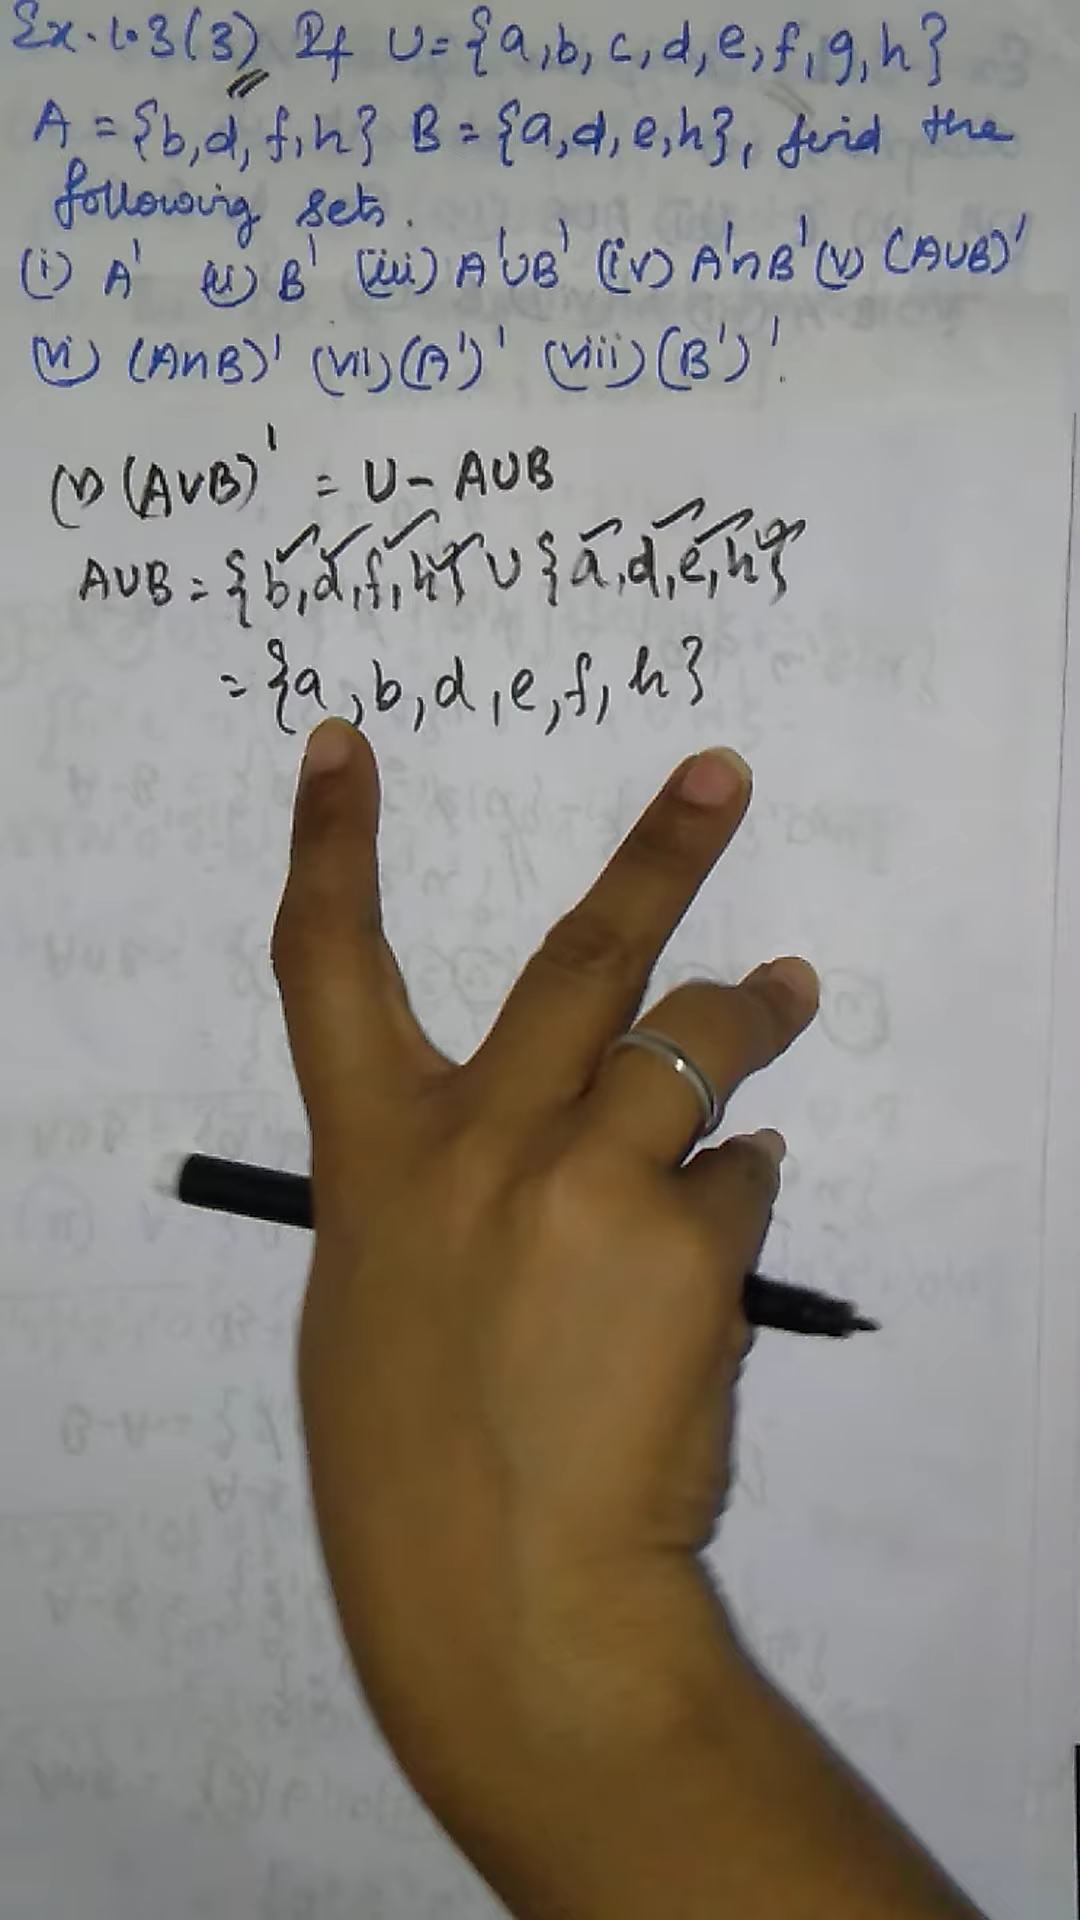 Ex. 1.3(3) If U = {a, b, c, d, e, f, g, h}
A = {b, d, f, h} B = {a, d, e, h}, find the
following sets.
(i) A' ii) B' (iii) A'∪B' (iv) A'∩B' (v) (A∪B)'
(vi) (A∩B)' (vii) (A')' (viii) (B')'.
(v) (A∪B)' = U - A∪B
A∪B = {b, d, f, h} ∪ {a, d, e, h}
= {a, b, d, e, f, h}